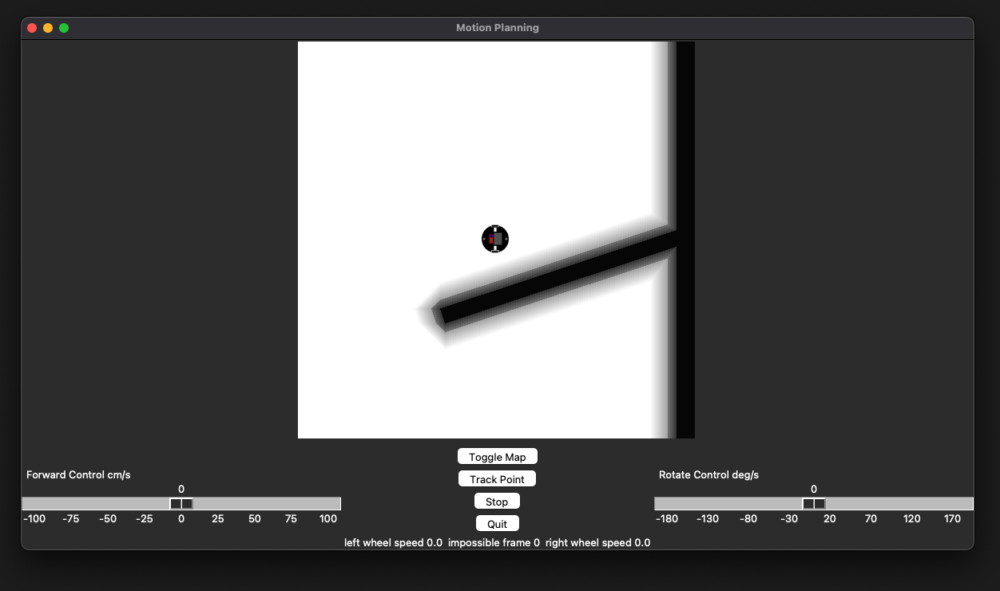 Motion Planning
Toggle Map
Track Point
Stop
Quit
Forward Control cm/s
0
-100 -75 -50 -25 0 25 50 75 100
Rotate Control deg/s
0
-180 -130 -80 -30 20 70 120 170
left wheel speed 0.0 impossible frame 0 right wheel speed 0.0